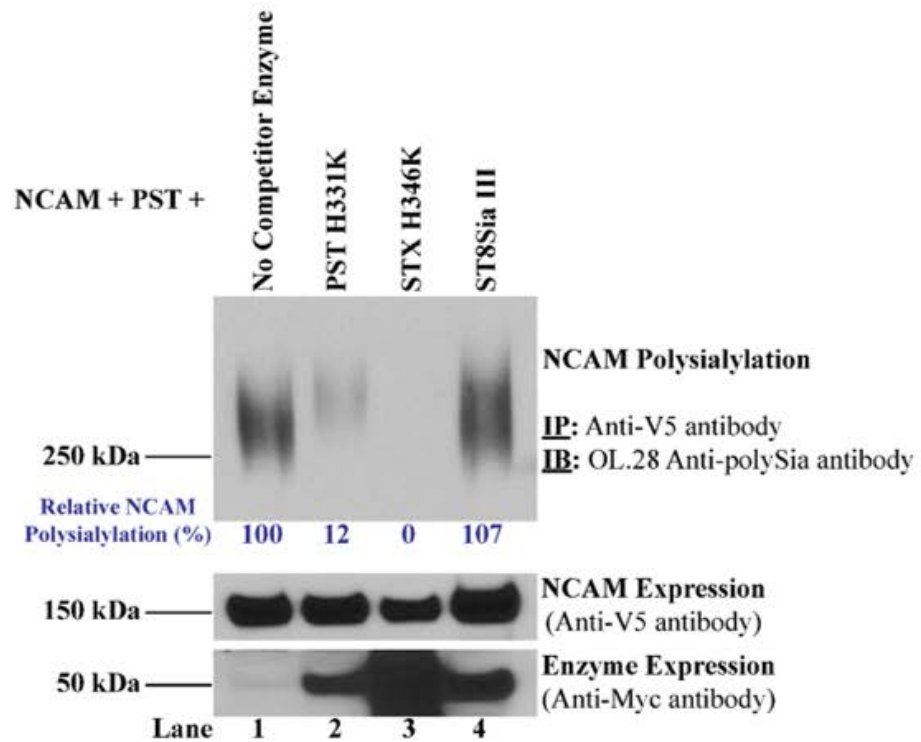 No Competitor Enzyme
PST H331K
STX H346K
ST8Sia III
NCAM + PST +
NCAM Polysialylation
IP: Anti-V5 antibody
IB: OL.28 Anti-polySia antibody
250 kDa
Relative NCAM
Polysialylation (%)
100 12 0 107
150 kDa
NCAM Expression
(Anti-V5 antibody)
50 kDa
Enzyme Expression
(Anti-Myc antibody)
Lane 1 2 3 4